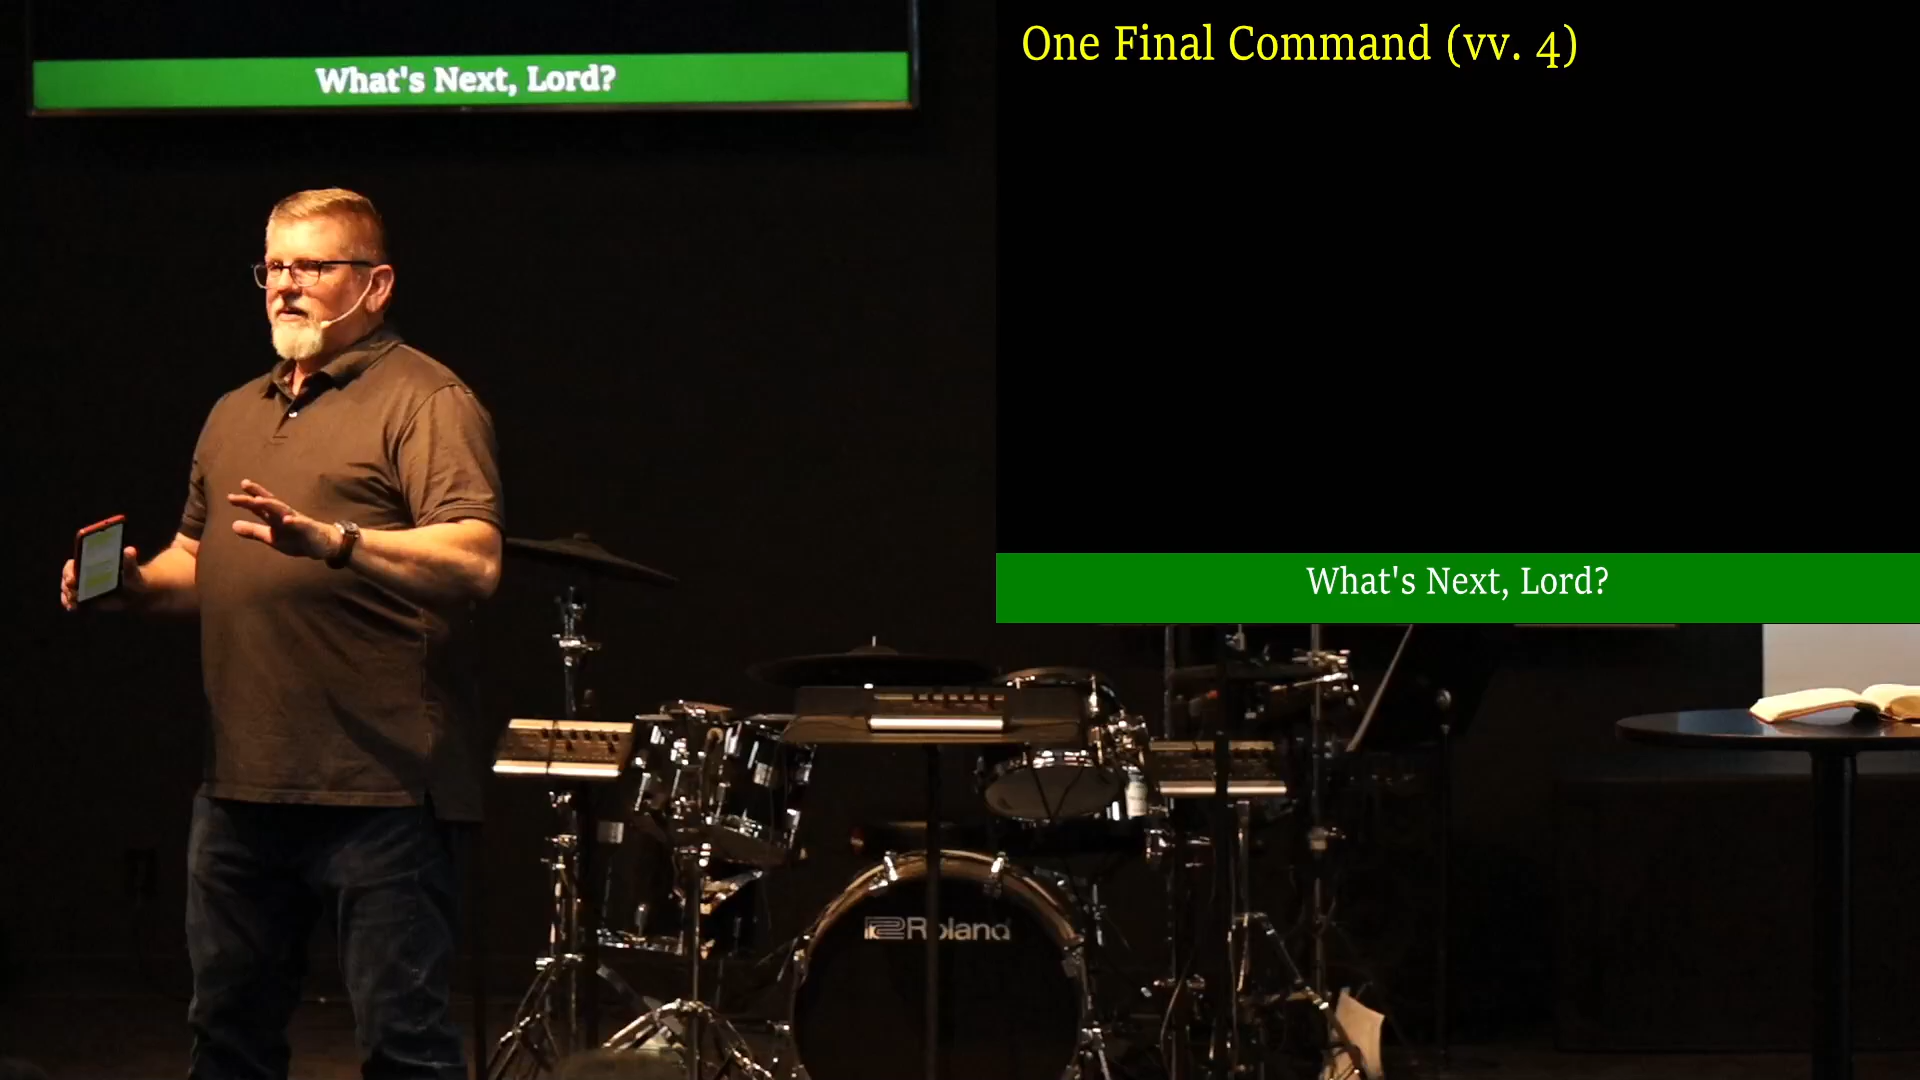 What's Next, Lord?
One Final Command (vv. 4)
What's Next, Lord?
Roland